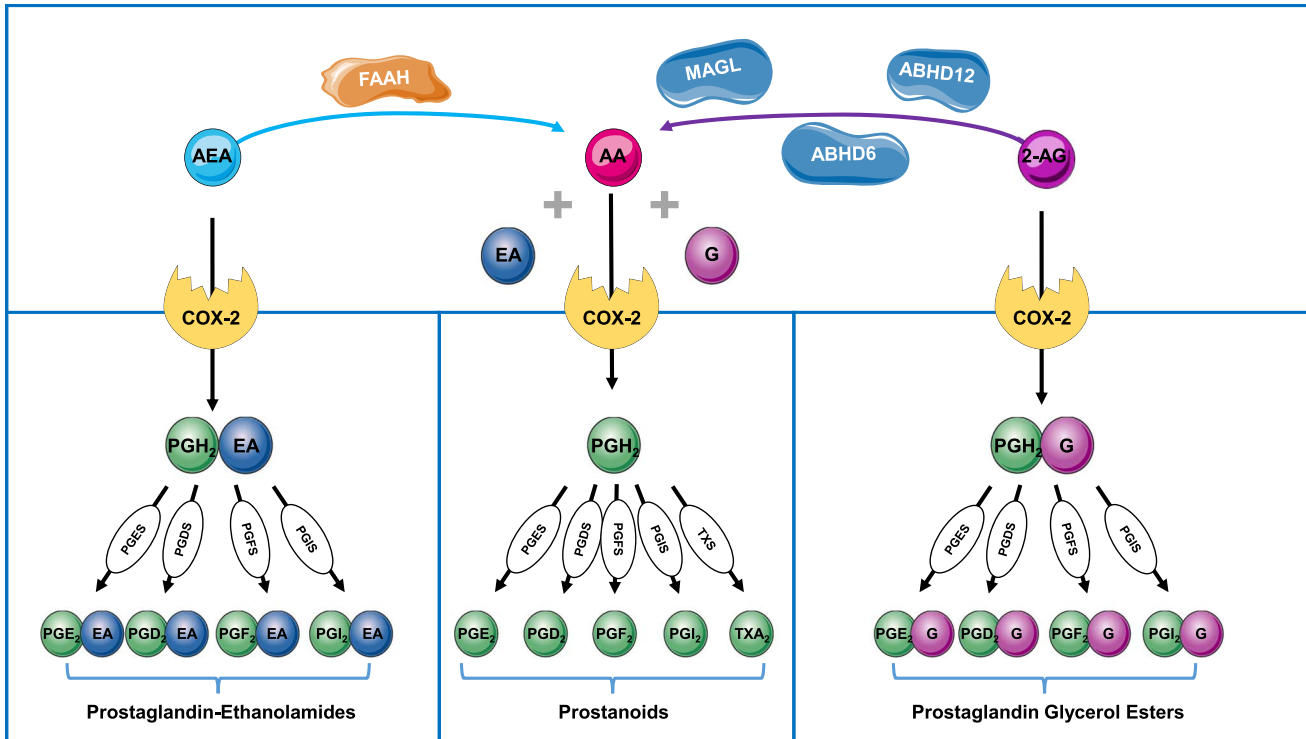 FAAH
MAGL
ABHD12
AEA
AA
ABHD6
2-AG
+
+
EA
G
COX-2
COX-2
COX-2
PGH₂ EA
PGH₂
PGH₂ G
PGES PGDS PGFS PGIS
PGES PGDS PGFS PGIS TXS
PGES PGDS PGFS PGIS
PGE₂ EA PGD₂ EA PGF₂ EA PGI₂ EA
PGE₂ PGD₂ PGF₂ PGI₂ TXA₂
PGE₂ G PGD₂ G PGF₂ G PGI₂ G
Prostaglandin-Ethanolamides
Prostanoids
Prostaglandin Glycerol Esters